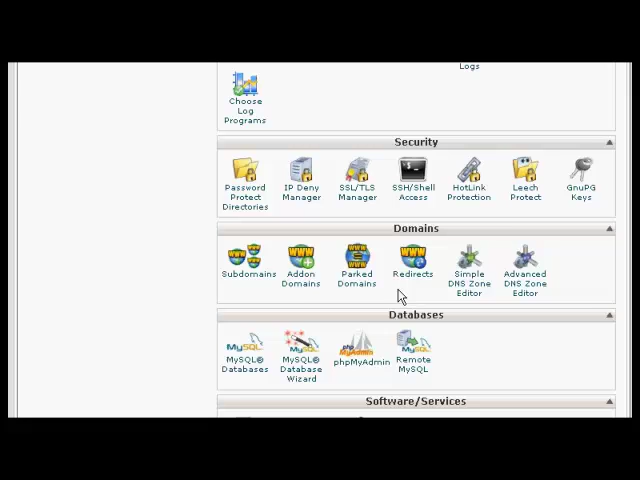 Logs
Choose
Log
Programs
Security
Password
Protect
Directories
IP Deny
Manager
SSL/TLS
Manager
SSH/Shell
Access
HotLink
Protection
Leech
Protect
GnuPG
Keys
Domains
Subdomains
Addon
Domains
Parked
Domains
Redirects
Simple
DNS Zone
Editor
Advanced
DNS Zone
Editor
Databases
MySQL®
Databases
MySQL®
Database
Wizard
phpMyAdmin
Remote
MySQL
Software/Services